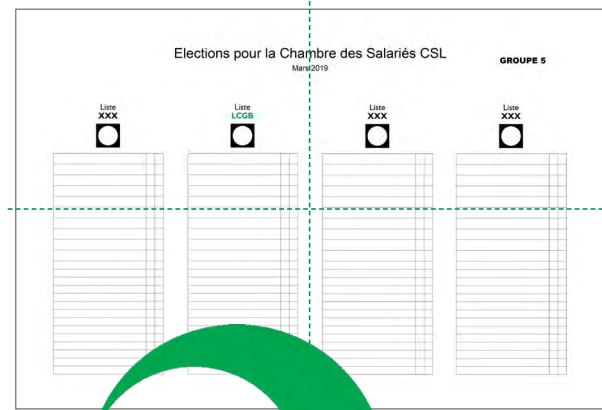 Elections pour la Chambre des Salariés CSL
Mars 2019
GROUPE 5
Liste
XXX
Liste
LCGB
Liste
XXX
Liste
XXX